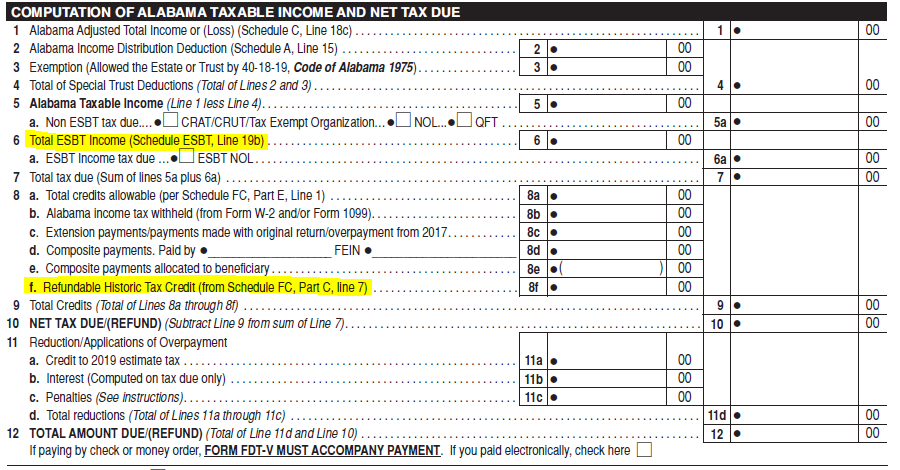 COMPUTATION OF ALABAMA TAXABLE INCOME AND NET TAX DUE
1 Alabama Adjusted Total Income or (Loss) (Schedule C, Line 18c) 1 ● 00
2 Alabama Income Distribution Deduction (Schedule A, Line 15) 2 ● 00
3 Exemption (Allowed the Estate or Trust by 40-18-19, Code of Alabama 1975) 3 ● 00
4 Total of Special Trust Deductions (Total of Lines 2 and 3) 4 ● 00
5 Alabama Taxable Income (Line 1 less Line 4) 5 ● 00
a. Non ESBT tax due.... ●☐ CRAT/CRUT/Tax Exempt Organization... ●☐ NOL... ●☐ QFT 5a ● 00
6 Total ESBT Income (Schedule ESBT, Line 19b) 6 ● 00
a. ESBT Income tax due ... ●☐ ESBT NOL 6a ● 00
7 Total tax due (Sum of lines 5a plus 6a) 7 ● 00
8 a. Total credits allowable (per Schedule FC, Part E, Line 1) 8a ● 00
b. Alabama income tax withheld (from Form W-2 and/or Form 1099) 8b ● 00
c. Extension payments/payments made with original return/overpayment from 2017 8c ● 00
d. Composite payments. Paid by ●____________________ FEIN ●____________________ 8d ● 00
e. Composite payments allocated to beneficiary 8e ●( ) 00
f. Refundable Historic Tax Credit (from Schedule FC, Part C, line 7) 8f ● 00
9 Total Credits (Total of Lines 8a through 8f) 9 ● 00
10 NET TAX DUE/(REFUND) (Subtract Line 9 from sum of Line 7) 10 ● 00
11 Reduction/Applications of Overpayment
a. Credit to 2019 estimate tax 11a ● 00
b. Interest (Computed on tax due only) 11b ● 00
c. Penalties (See instructions) 11c ● 00
d. Total reductions (Total of Lines 11a through 11c) 11d ● 00
12 TOTAL AMOUNT DUE/(REFUND) (Total of Line 11d and Line 10) 12 ● 00
If paying by check or money order, FORM FDT-V MUST ACCOMPANY PAYMENT. If you paid electronically, check here ☐